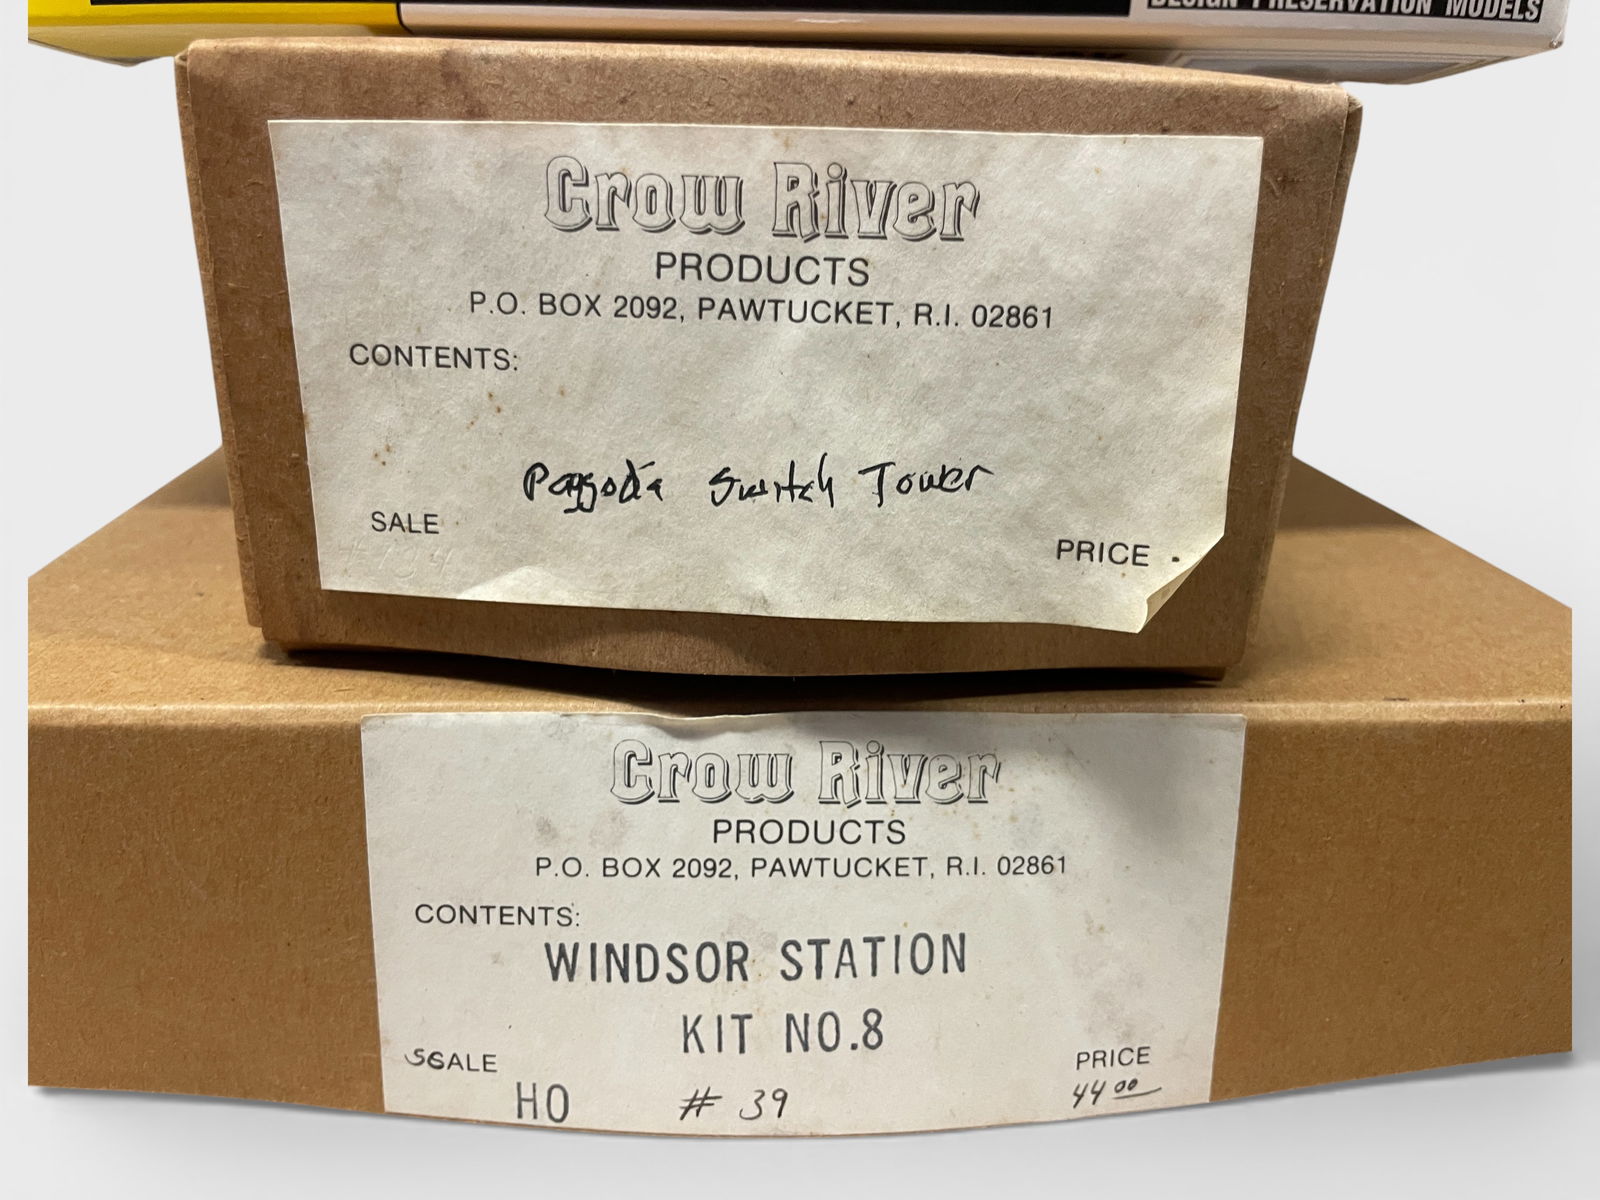 DESIGN PRESERVATION MODELS
Crow River
PRODUCTS
P.O. BOX 2092, PAWTUCKET, R.I. 02861
CONTENTS:
Paggoda Switch Tower
SALE
PRICE
Crow River
PRODUCTS
P.O. BOX 2092, PAWTUCKET, R.I. 02861
CONTENTS:
WINDSOR STATION
KIT NO.8
SCALE
PRICE
HO # 39 44 00